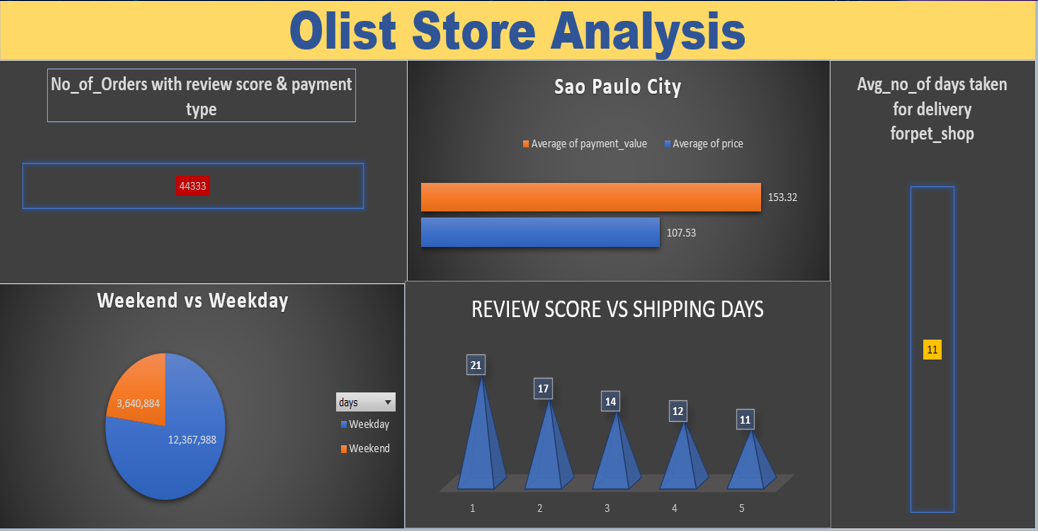 Olist Store Analysis
No_of_Orders with review score & payment
type
44333
Sao Paulo City
Average of payment_value
Average of price
153.32
107.53
Avg_no_of days taken
for delivery
forpet_shop
11
Weekend vs Weekday
3,640,884
12,367,988
days
Weekday
Weekend
REVIEW SCORE VS SHIPPING DAYS
21
17
14
12
11
1 2 3 4 5